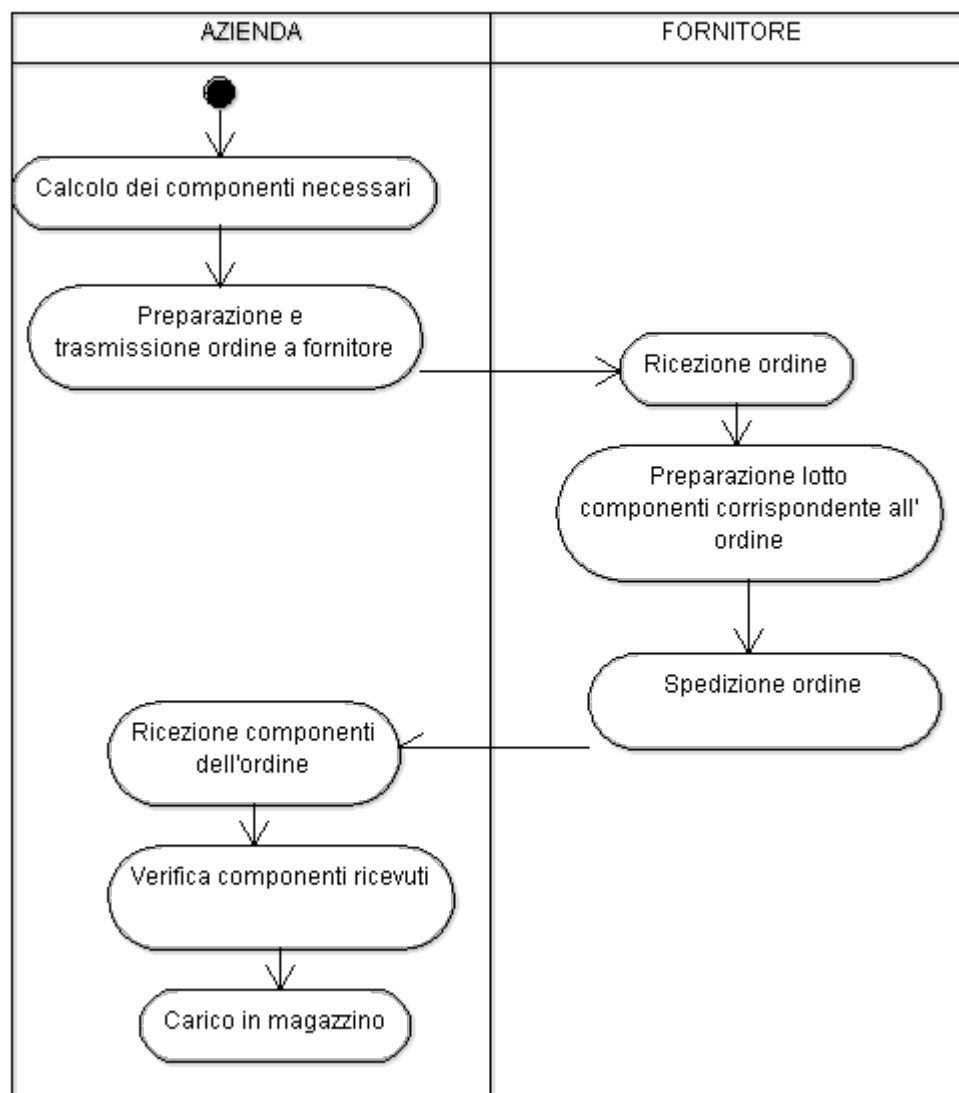 AZIENDA
FORNITORE
Calcolo dei componenti necessari
Preparazione e
trasmissione ordine a fornitore
Ricezione ordine
Preparazione lotto
componenti corrispondente all'
ordine
Spedizione ordine
Ricezione componenti
dell'ordine
Verifica componenti ricevuti
Carico in magazzino